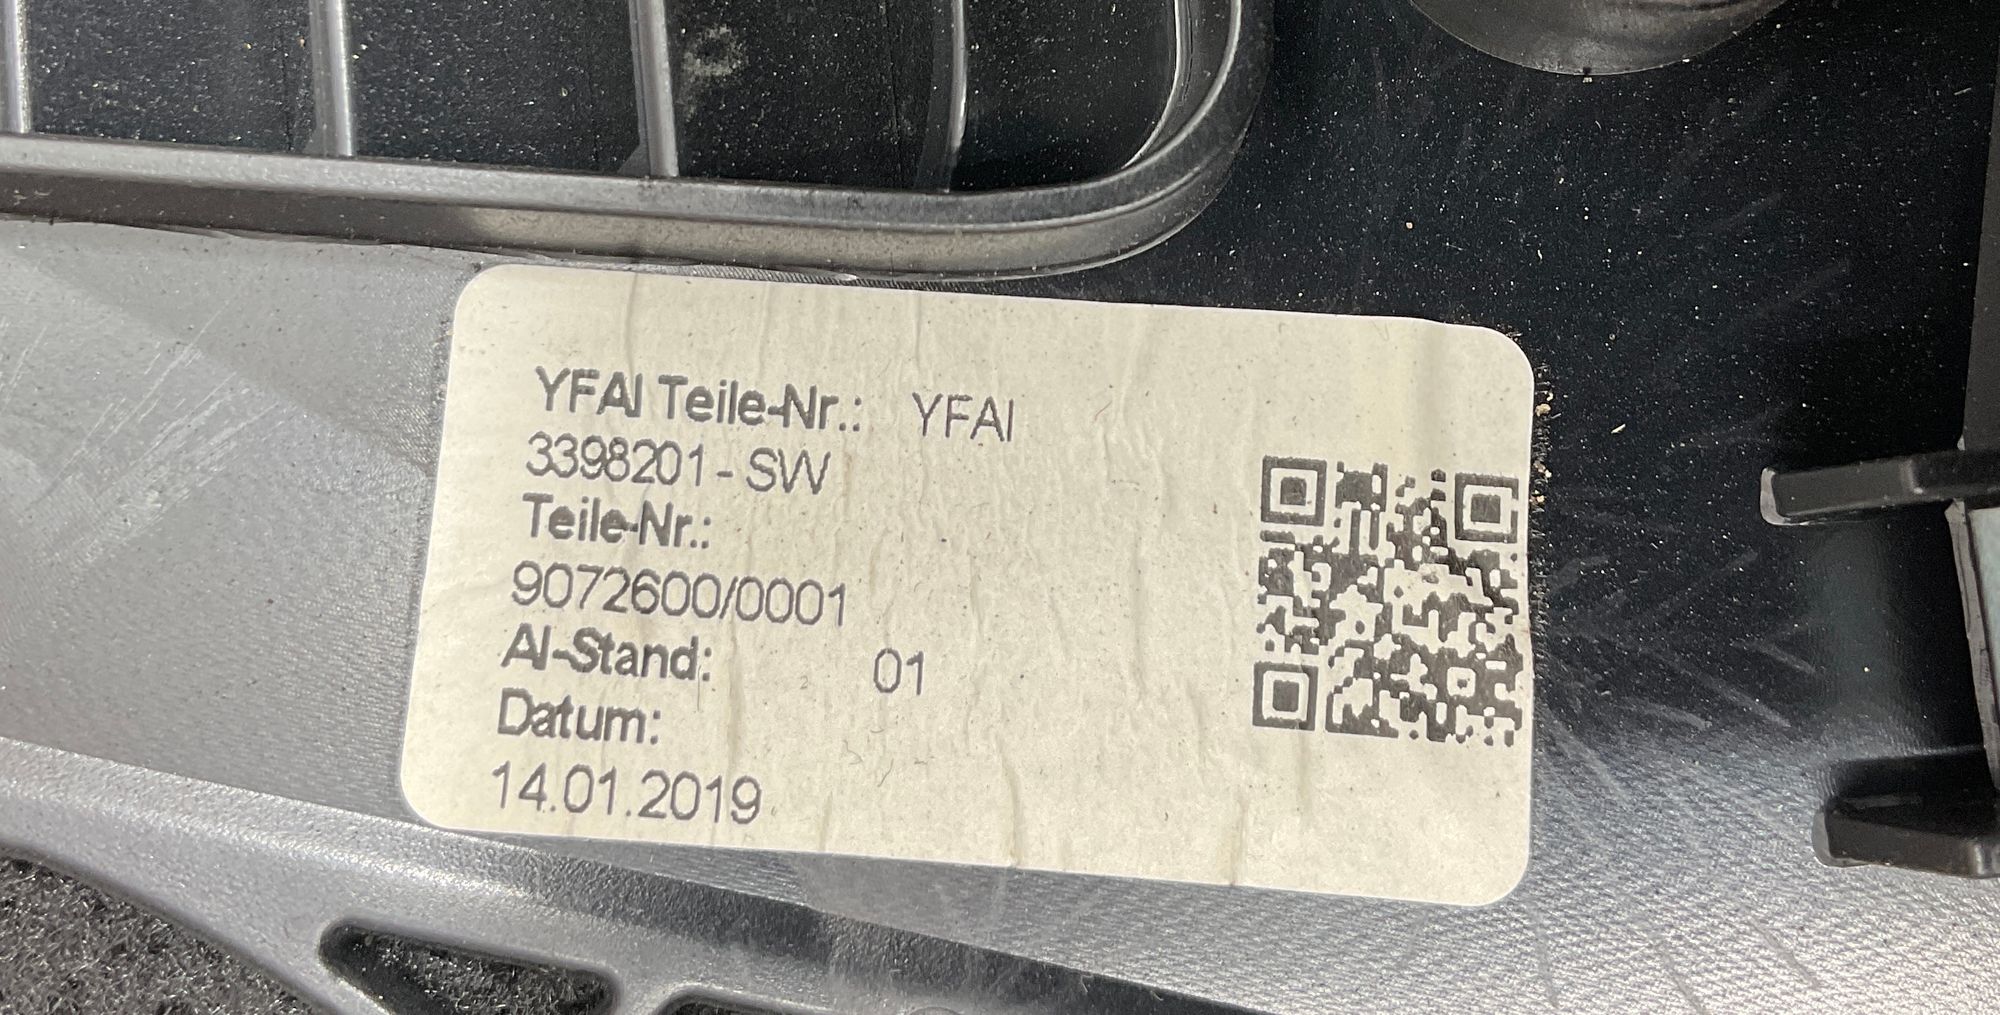 YFAI Teile-Nr.: YFAI
3398201 - SW
Teile-Nr.:
9072600/0001
AI-Stand: 01
Datum:
14.01.2019